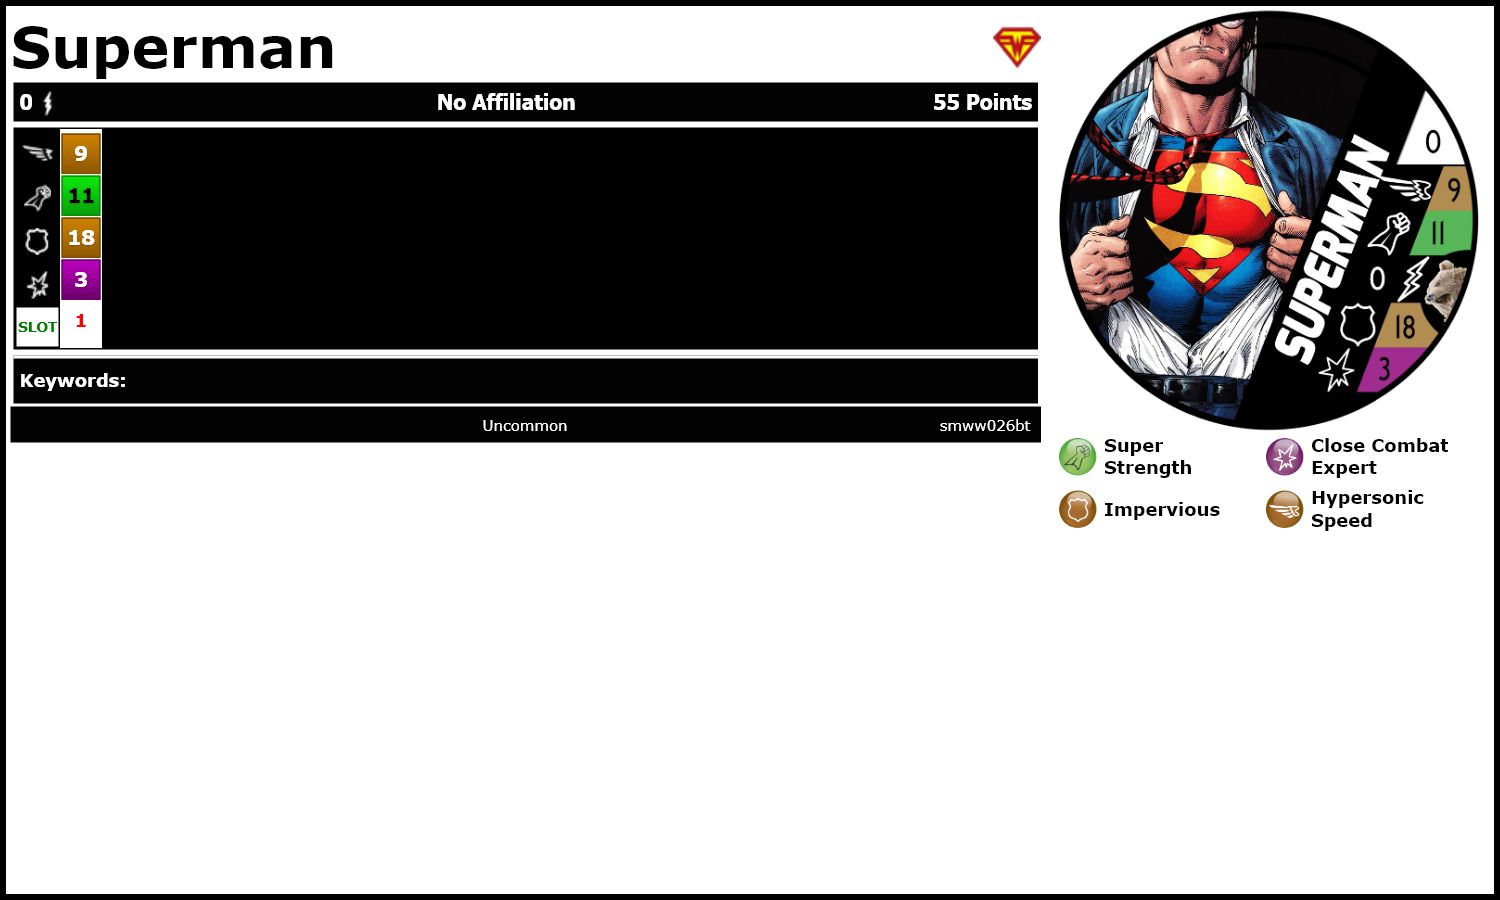 Superman
0 No Affiliation 55 Points
9
11
18
3
SLOT 1
Keywords:
Uncommon smww026bt
SUPERMAN
0
9
11
0
18
3
Super
Strength
Close Combat
Expert
Impervious
Hypersonic
Speed